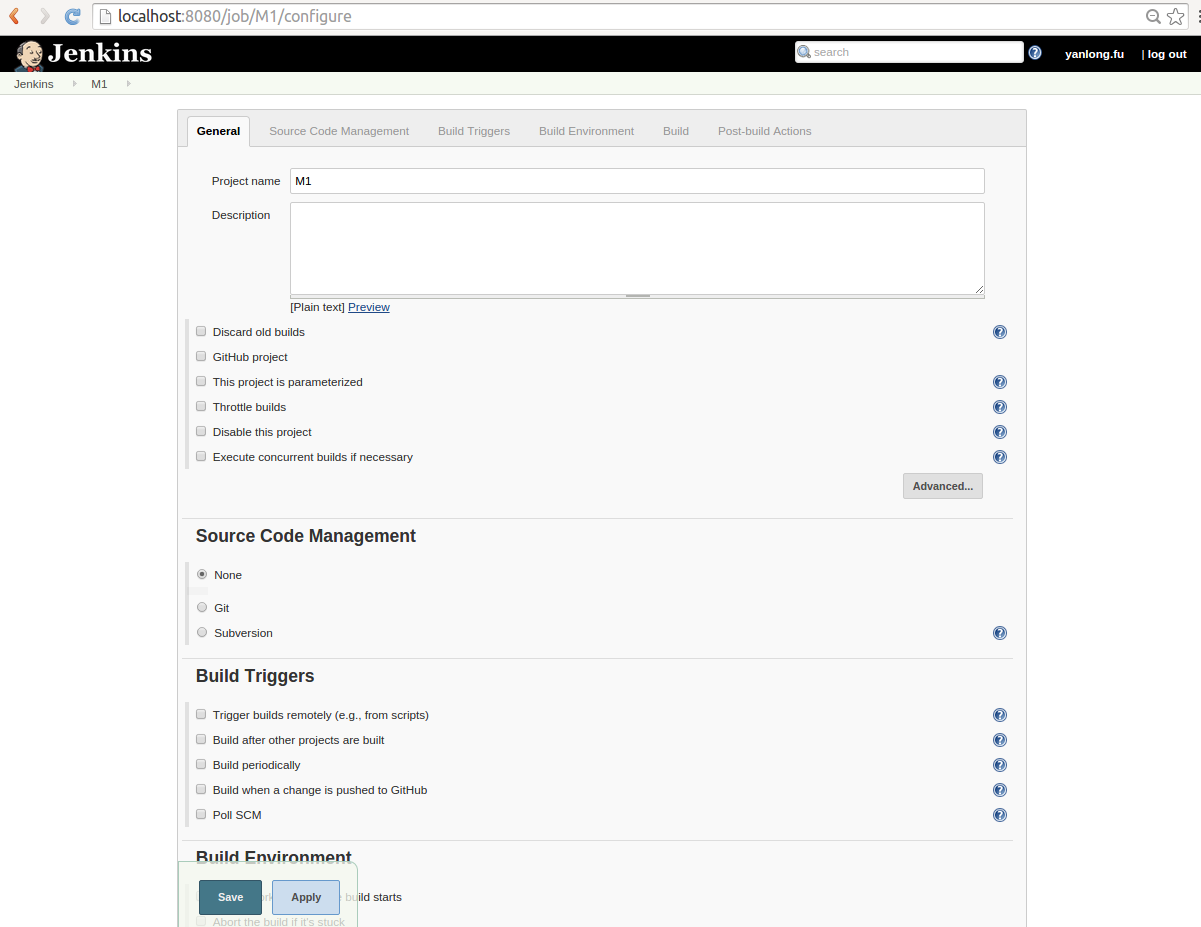 localhost:8080/job/M1/configure
Jenkins
search
yanlong.fu
| log out
Jenkins
M1
General
Source Code Management
Build Triggers
Build Environment
Build
Post-build Actions
Project name
M1
Description
[Plain text] Preview
Discard old builds
GitHub project
This project is parameterized
Throttle builds
Disable this project
Execute concurrent builds if necessary
Advanced...
Source Code Management
None
Git
Subversion
Build Triggers
Trigger builds remotely (e.g., from scripts)
Build after other projects are built
Build periodically
Build when a change is pushed to GitHub
Poll SCM
Build Environment
Save
Apply
build starts
Abort the build if it's stuck